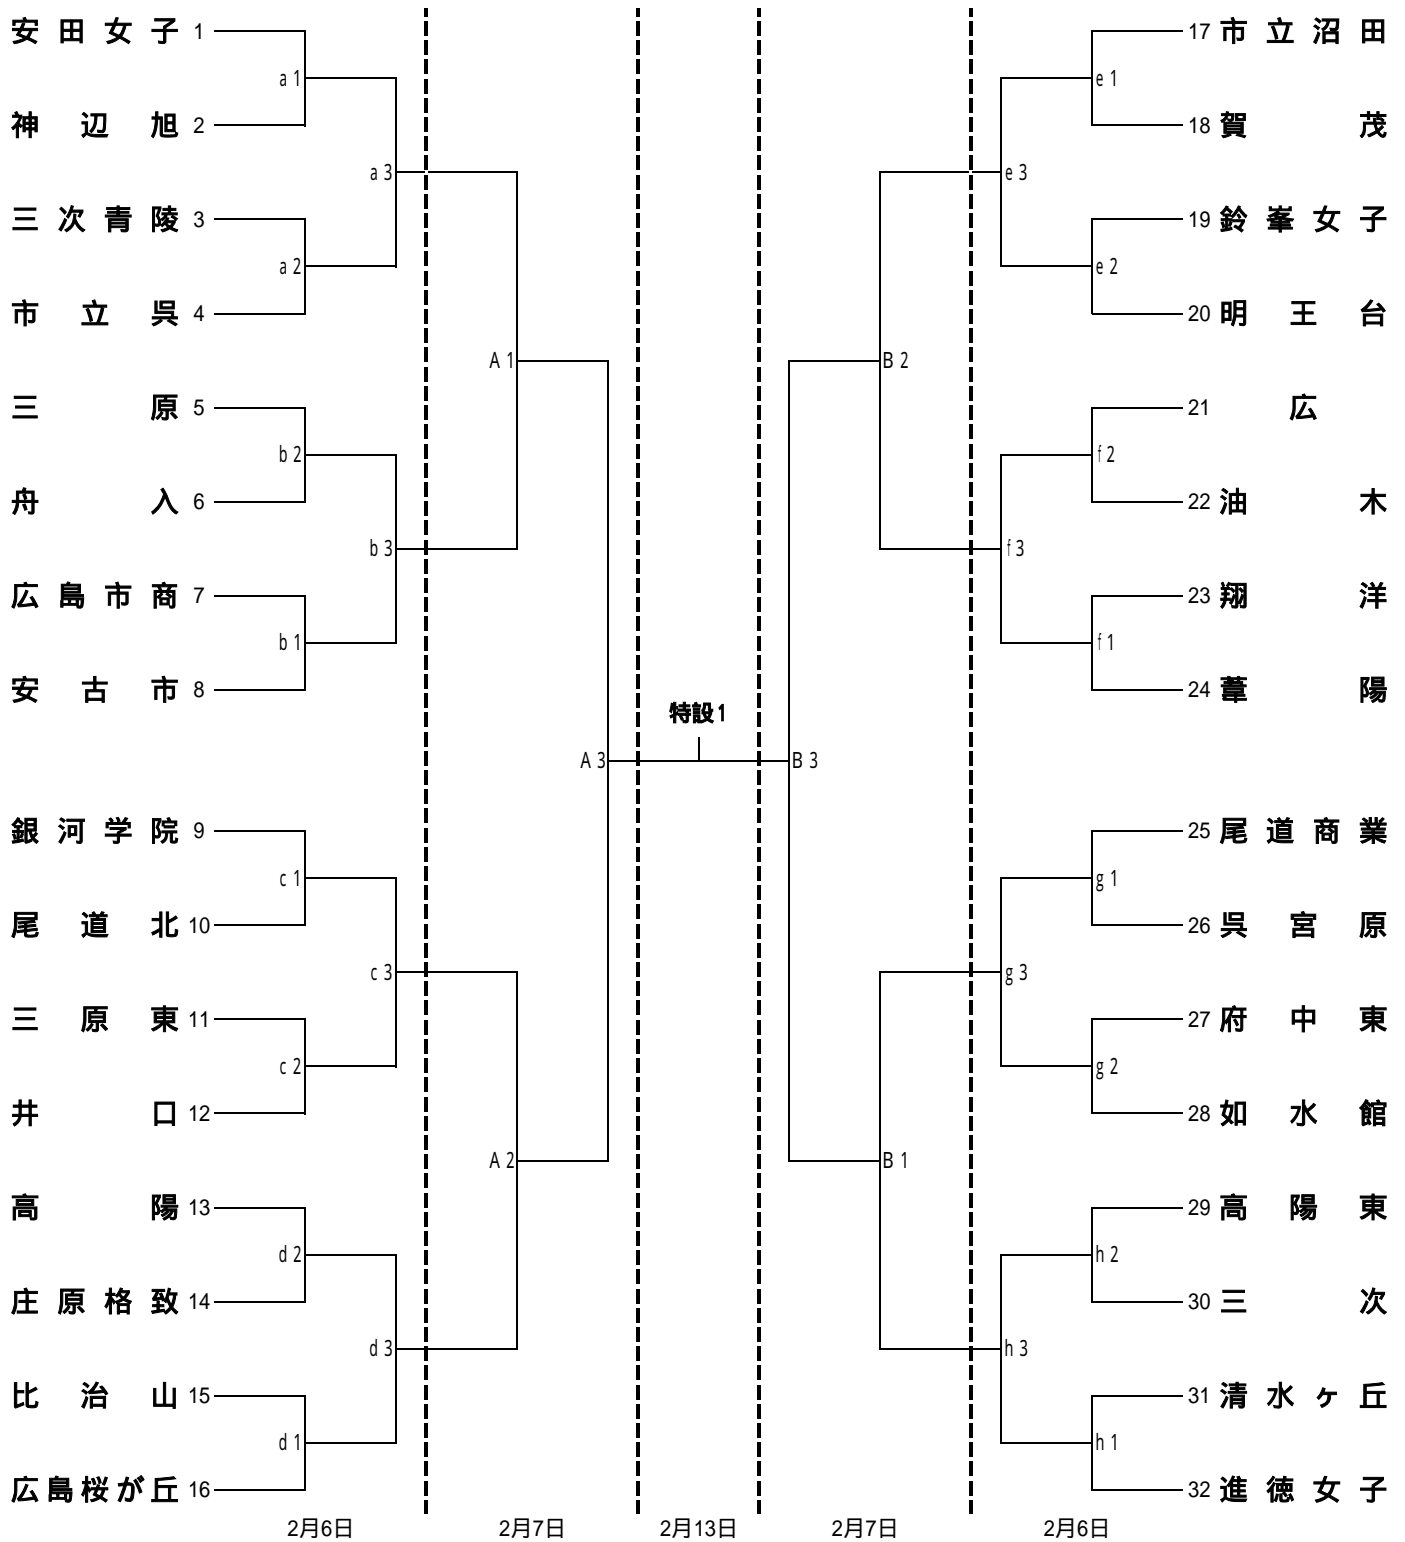 安田女子 1
17 市立沼田
a1
e1
神辺旭 2
18 賀茂
a3
e3
三次青陵 3
19 鈴峯女子
a2
e2
市立呉 4
20 明王台
A1
B2
三原 5
21 広
b2
f2
舟入 6
22 油木
b3
f3
広島市商 7
23 翔洋
b1
f1
安古市 8
24 葦陽
特設1
A3
B3
銀河学院 9
25 尾道商業
c1
g1
尾道北 10
26 呉宮原
c3
g3
三原東 11
27 府中東
c2
g2
井口 12
28 如水館
A2
B1
高陽 13
29 高陽東
d2
h2
庄原格致 14
30 三次
d3
h3
比治山 15
31 清水ヶ丘
d1
h1
広島桜が丘 16
32 進徳女子
2月6日 2月7日 2月13日 2月7日 2月6日